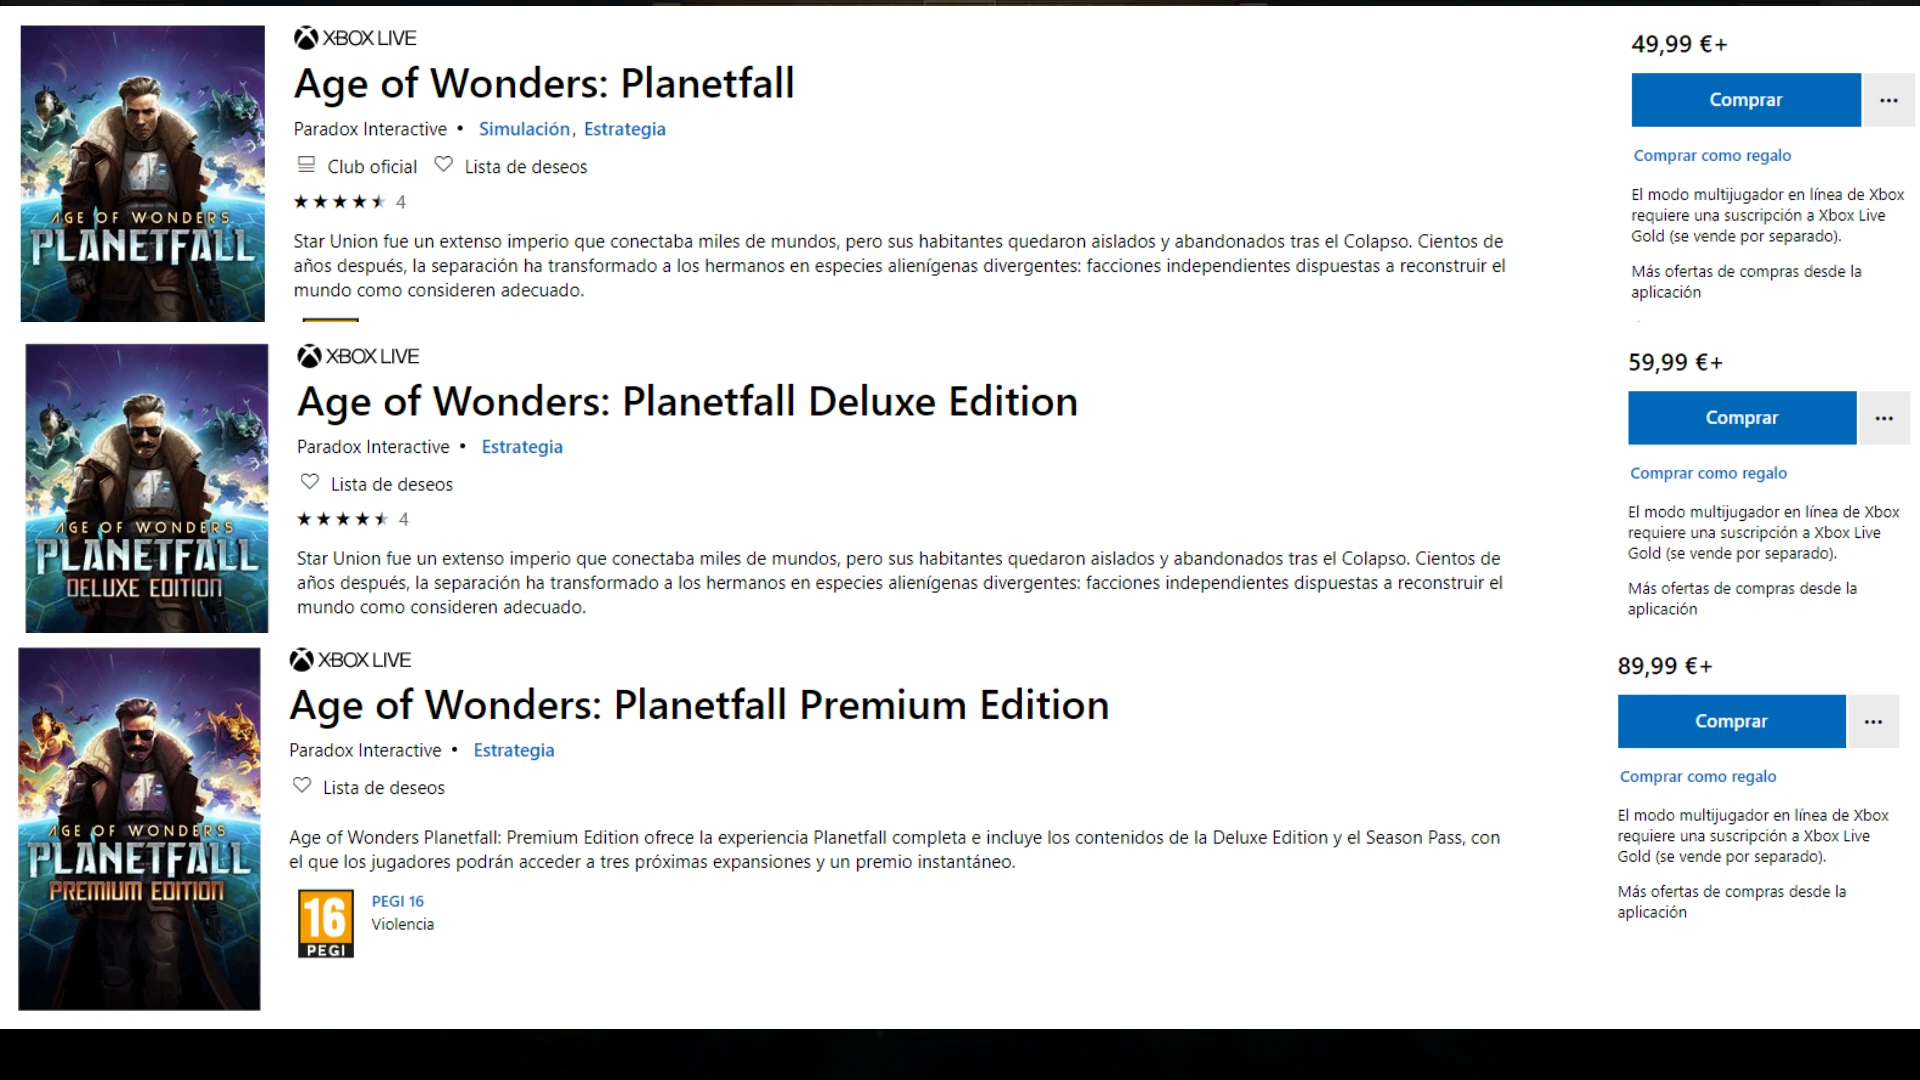 XBOX LIVE
Age of Wonders: Planetfall
Paradox Interactive • Simulación, Estrategia
Club oficial Lista de deseos
4
Star Union fue un extenso imperio que conectaba miles de mundos, pero sus habitantes quedaron aislados y abandonados tras el Colapso. Cientos de
años después, la separación ha transformado a los hermanos en especies alienígenas divergentes: facciones independientes dispuestas a reconstruir el
mundo como consideren adecuado.
AGE OF WONDERS
PLANETFALL
49,99 €+
Comprar ...
Comprar como regalo
El modo multijugador en línea de Xbox
requiere una suscripción a Xbox Live
Gold (se vende por separado).
Más ofertas de compras desde la
aplicación
XBOX LIVE
Age of Wonders: Planetfall Deluxe Edition
Paradox Interactive • Estrategia
Lista de deseos
4
Star Union fue un extenso imperio que conectaba miles de mundos, pero sus habitantes quedaron aislados y abandonados tras el Colapso. Cientos de
años después, la separación ha transformado a los hermanos en especies alienígenas divergentes: facciones independientes dispuestas a reconstruir el
mundo como consideren adecuado.
AGE OF WONDERS
PLANETFALL
DELUXE EDITION
59,99 €+
Comprar ...
Comprar como regalo
El modo multijugador en línea de Xbox
requiere una suscripción a Xbox Live
Gold (se vende por separado).
Más ofertas de compras desde la
aplicación
XBOX LIVE
Age of Wonders: Planetfall Premium Edition
Paradox Interactive • Estrategia
Lista de deseos
Age of Wonders Planetfall: Premium Edition ofrece la experiencia Planetfall completa e incluye los contenidos de la Deluxe Edition y el Season Pass, con
el que los jugadores podrán acceder a tres próximas expansiones y un premio instantáneo.
AGE OF WONDERS
PLANETFALL
PREMIUM EDITION
16
PEGI
PEGI 16
Violencia
89,99 €+
Comprar ...
Comprar como regalo
El modo multijugador en línea de Xbox
requiere una suscripción a Xbox Live
Gold (se vende por separado).
Más ofertas de compras desde la
aplicación